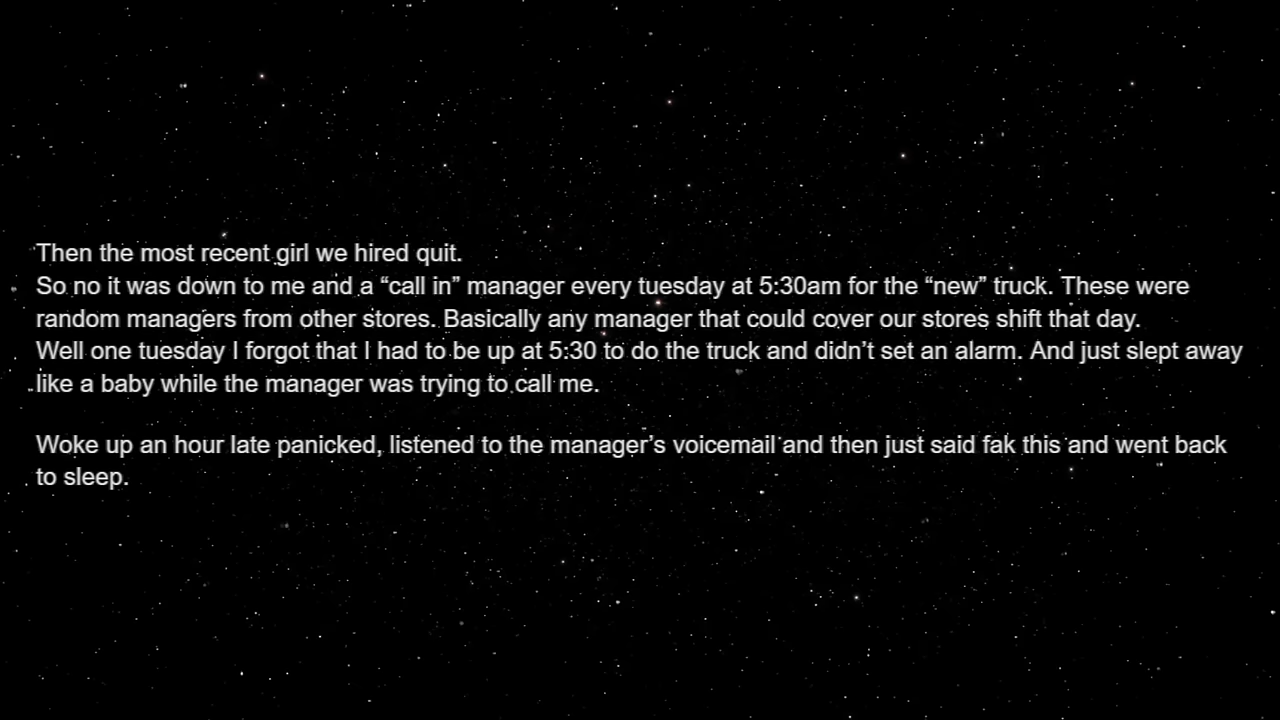 Then the most recent girl we hired quit.
So no it was down to me and a “call in” manager every tuesday at 5:30am for the “new” truck. These were
random managers from other stores. Basically any manager that could cover our stores shift that day.
Well one tuesday I forgot that I had to be up at 5:30 to do the truck and didn’t set an alarm. And just slept away
like a baby while the manager was trying to call me.
Woke up an hour late panicked, listened to the manager’s voicemail and then just said fak this and went back
to sleep.